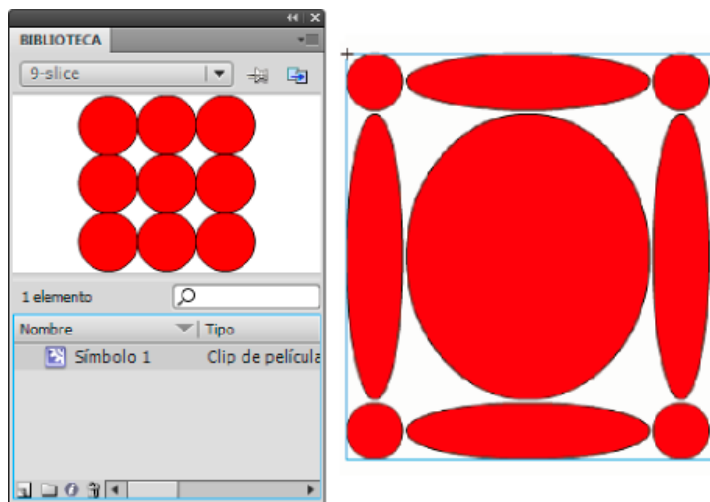 BIBLIOTECA
9-slice
1 elemento
Nombre Tipo
Símbolo 1 Clip de película